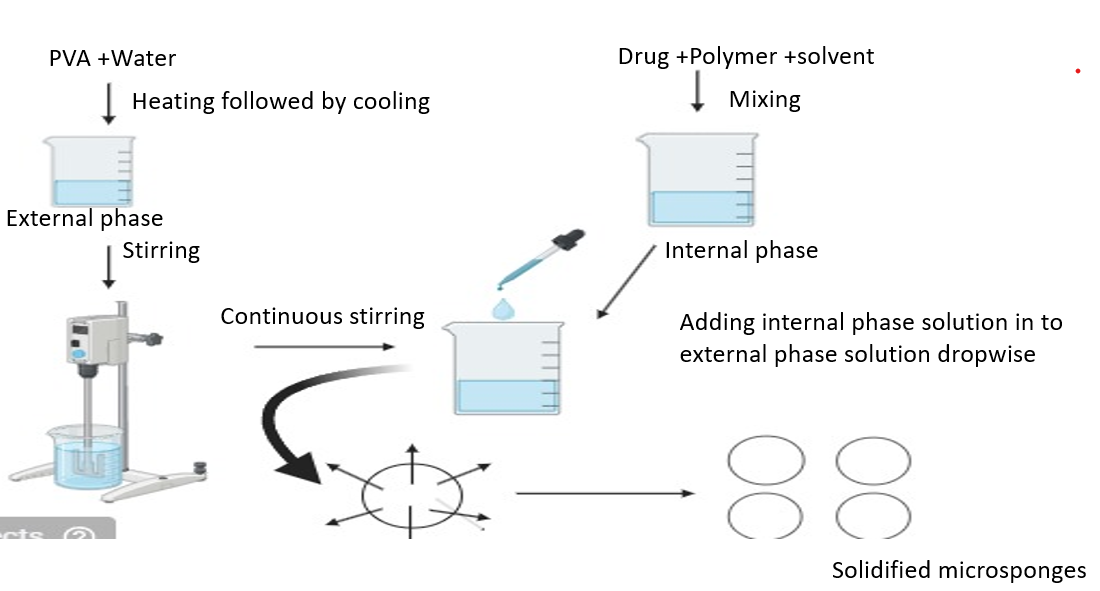 PVA +Water
Drug +Polymer +solvent
Heating followed by cooling
Mixing
External phase
Stirring
Internal phase
Continuous stirring
Adding internal phase solution in to
external phase solution dropwise
Solidified microsponges